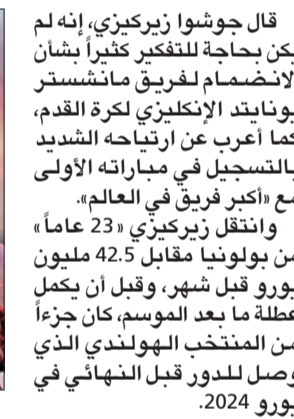 قال جوشوا زيركيزي، إنه لم
يكن بحاجة للتفكير كثيراً بشأن
الانضمام لفريق مانشستر
يونايتد الإنكليزي لكرة القدم،
كما أعرب عن ارتياحه الشديد
بالتسجيل في مباراته الأولى
مع «أكبر فريق في العالم».
وانتقل زيركيزي «23 عاماً»
من بولونيا مقابل 42.5 مليون
يورو قبل شهر، وقبل أن يكمل
عطلة ما بعد الموسم، كان جزءاً
من المنتخب الهولندي الذي
وصل للدور قبل النهائي في
يورو 2024.